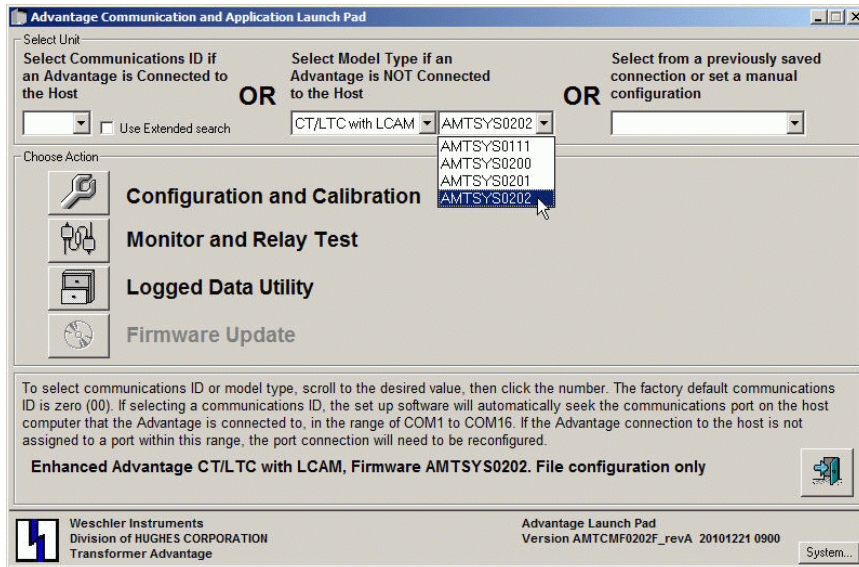 Advantage Communication and Application Launch Pad
Select Unit
Select Communications ID if
an Advantage is Connected to
the Host
OR
Select Model Type if an
Advantage is NOT Connected
to the Host
OR
Select from a previously saved
connection or set a manual
configuration
Use Extended search
CT/LTC with LCAM
AMTSYS0202
AMTSYS0111
AMTSYS0200
AMTSYS0201
AMTSYS0202
Choose Action
Configuration and Calibration
Monitor and Relay Test
Logged Data Utility
Firmware Update
To select communications ID or model type, scroll to the desired value, then click the number. The factory default communications
ID is zero (00). If selecting a communications ID, the set up software will automatically seek the communications port on the host
computer that the Advantage is connected to, in the range of COM1 to COM16. If the Advantage connection to the host is not
assigned to a port within this range, the port connection will need to be reconfigured.
Enhanced Advantage CT/LTC with LCAM, Firmware AMTSYS0202. File configuration only
Weschler Instruments
Division of HUGHES CORPORATION
Transformer Advantage
Advantage Launch Pad
Version AMTCMF0202F_revA 20101221 0900
System...